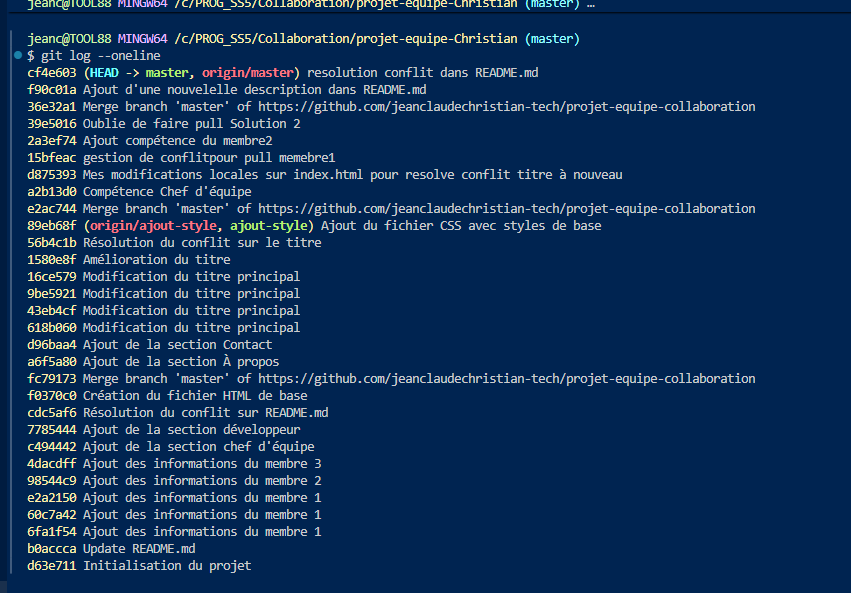 jeanc@TOOL88 MINGW64 /c/PROG_SS5/Collaboration/projet-equipe-Christian (master) …
jeanc@TOOL88 MINGW64 /c/PROG_SS5/Collaboration/projet-equipe-Christian (master)
$ git log --oneline
cf4e603 (HEAD -> master, origin/master) resolution conflit dans README.md
f90c01a Ajout d'une nouvelelle description dans README.md
36e32a1 Merge branch 'master' of https://github.com/jeanclaudechristian-tech/projet-equipe-collaboration
39e5016 Oublie de faire pull Solution 2
2a3ef74 Ajout compétence du membre2
15bfeac gestion de conflitpour pull memebre1
d875393 Mes modifications locales sur index.html pour resolve conflit titre à nouveau
a2b13d0 Compétence Chef d'équipe
e2ac744 Merge branch 'master' of https://github.com/jeanclaudechristian-tech/projet-equipe-collaboration
89eb68f (origin/ajout-style, ajout-style) Ajout du fichier CSS avec styles de base
56b4c1b Résolution du conflit sur le titre
1580e8f Amélioration du titre
16ce579 Modification du titre principal
9be5921 Modification du titre principal
43eb4cf Modification du titre principal
618b060 Modification du titre principal
d96baa4 Ajout de la section Contact
a6f5a80 Ajout de la section À propos
fc79173 Merge branch 'master' of https://github.com/jeanclaudechristian-tech/projet-equipe-collaboration
f0370c0 Création du fichier HTML de base
cdc5af6 Résolution du conflit sur README.md
7785444 Ajout de la section développeur
c494442 Ajout de la section chef d'équipe
4dacdff Ajout des informations du membre 3
98544c9 Ajout des informations du membre 2
e2a2150 Ajout des informations du membre 1
60c7a42 Ajout des informations du membre 1
6fa1f54 Ajout des informations du membre 1
b0accca Update README.md
d63e711 Initialisation du projet